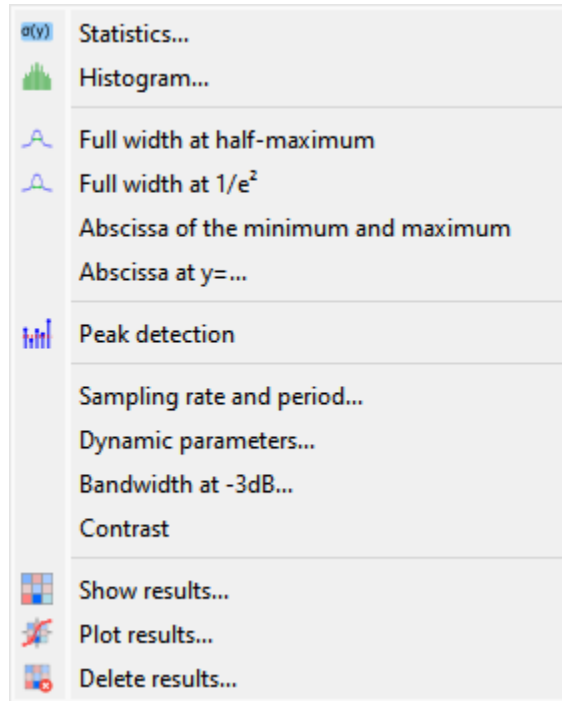 σ(y) Statistics...
Histogram...
Full width at half-maximum
Full width at 1/e²
Abscissa of the minimum and maximum
Abscissa at y=...
Peak detection
Sampling rate and period...
Dynamic parameters...
Bandwidth at -3dB...
Contrast
Show results...
Plot results...
Delete results...